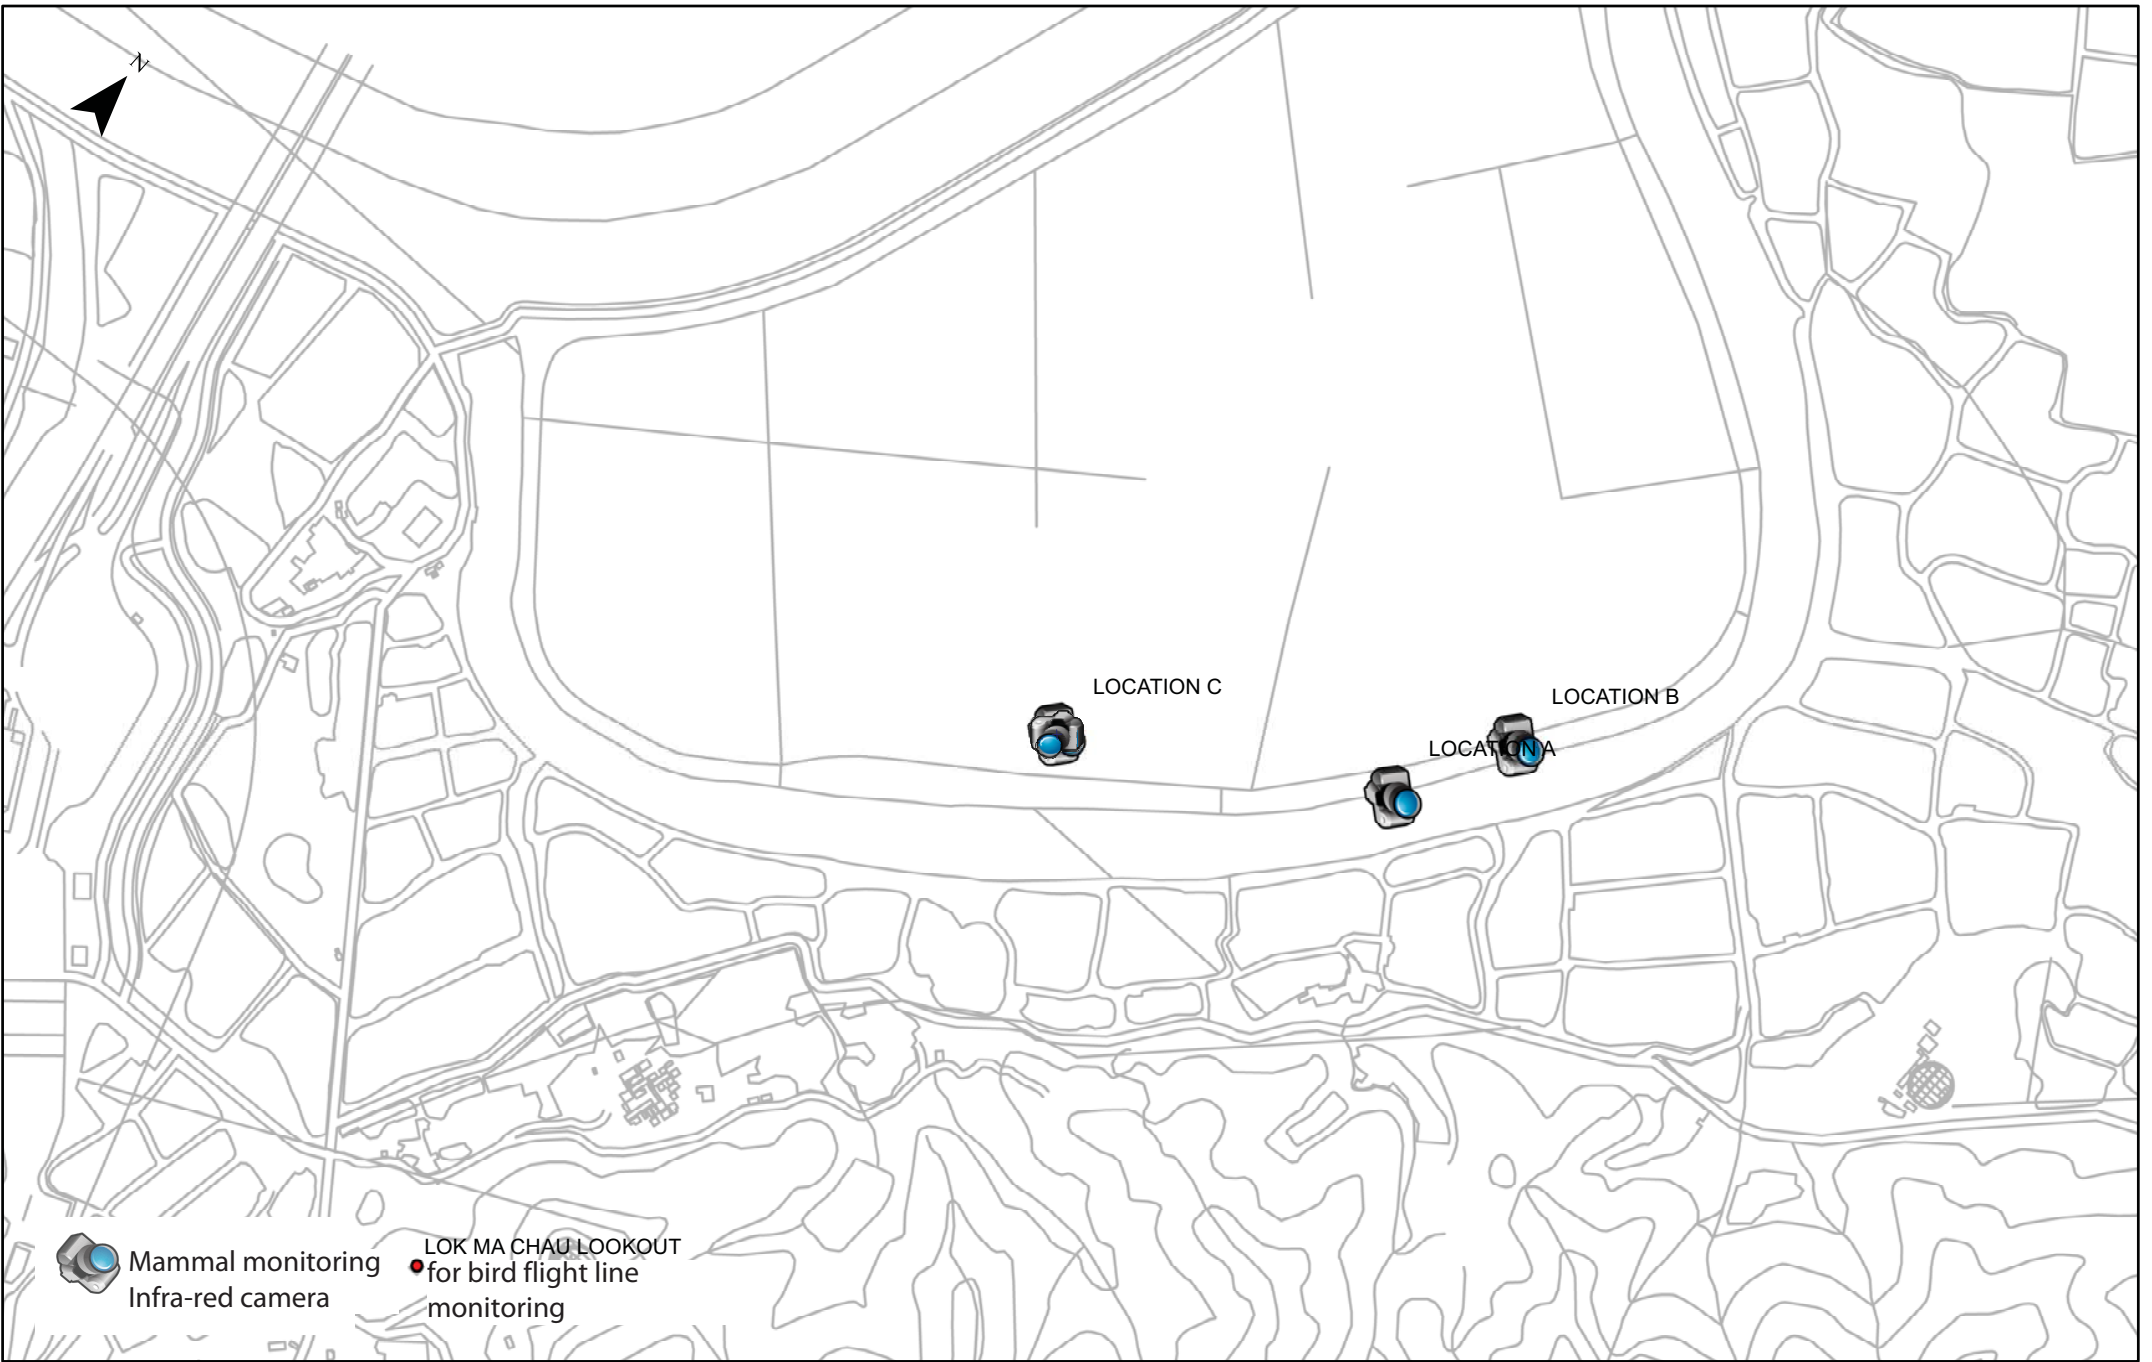 N
LOCATION C
LOCATION B
LOCATION A
Mammal monitoring
Infra-red camera
LOK MA CHAU LOOKOUT
for bird flight line
monitoring